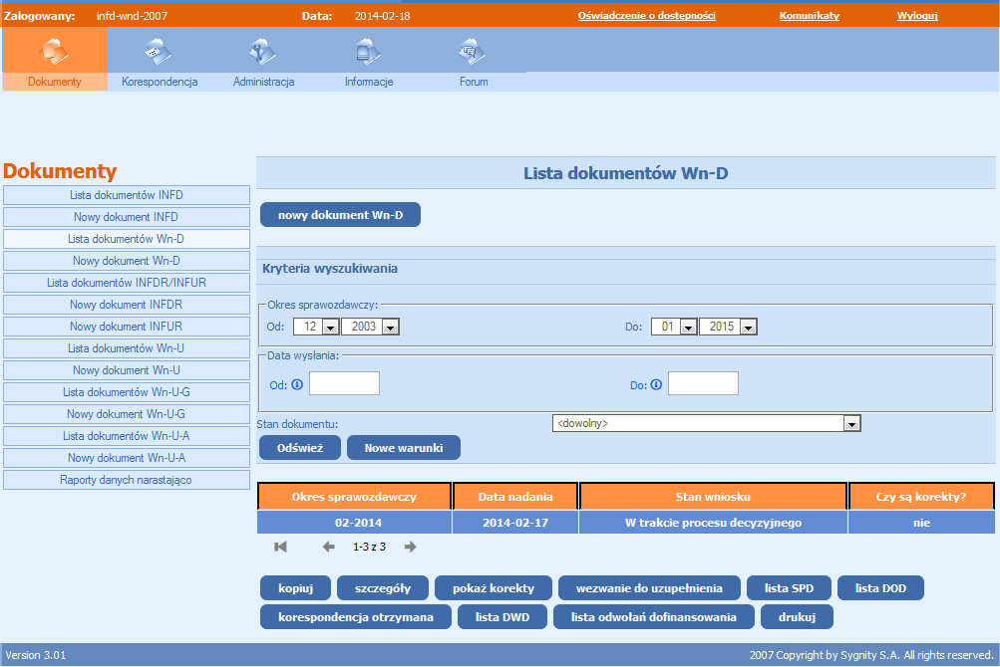 Zalogowany: infd-wnd-2007 Data: 2014-02-18 Oświadczenie o dostępności Komunikaty Wyloguj
Dokumenty Korespondencja Administracja Informacje Forum
Dokumenty
Lista dokumentów INFD
Nowy dokument INFD
Lista dokumentów Wn-D
Nowy dokument Wn-D
Lista dokumentów INFDR/INFUR
Nowy dokument INFDR
Nowy dokument INFUR
Lista dokumentów Wn-U
Nowy dokument Wn-U
Lista dokumentów Wn-U-G
Nowy dokument Wn-U-G
Lista dokumentów Wn-U-A
Nowy dokument Wn-U-A
Raporty danych narastająco
Lista dokumentów Wn-D
nowy dokument Wn-D
Kryteria wyszukiwania
Okres sprawozdawczy:
Od: 12 2003 Do: 01 2015
Data wysłania:
Od: Do:
Stan dokumentu: <dowolny>
Odśwież Nowe warunki
Okres sprawozdawczy Data nadania Stan wniosku Czy są korekty?
02-2014 2014-02-17 W trakcie procesu decyzyjnego nie
1-3 z 3
kopiuj szczegóły pokaż korekty wezwanie do uzupełnienia lista SPD lista DOD
korespondencja otrzymana lista DWD lista odwołań dofinansowania drukuj
Version 3.01 2007 Copyright by Sygnity S.A. All rights reserved.